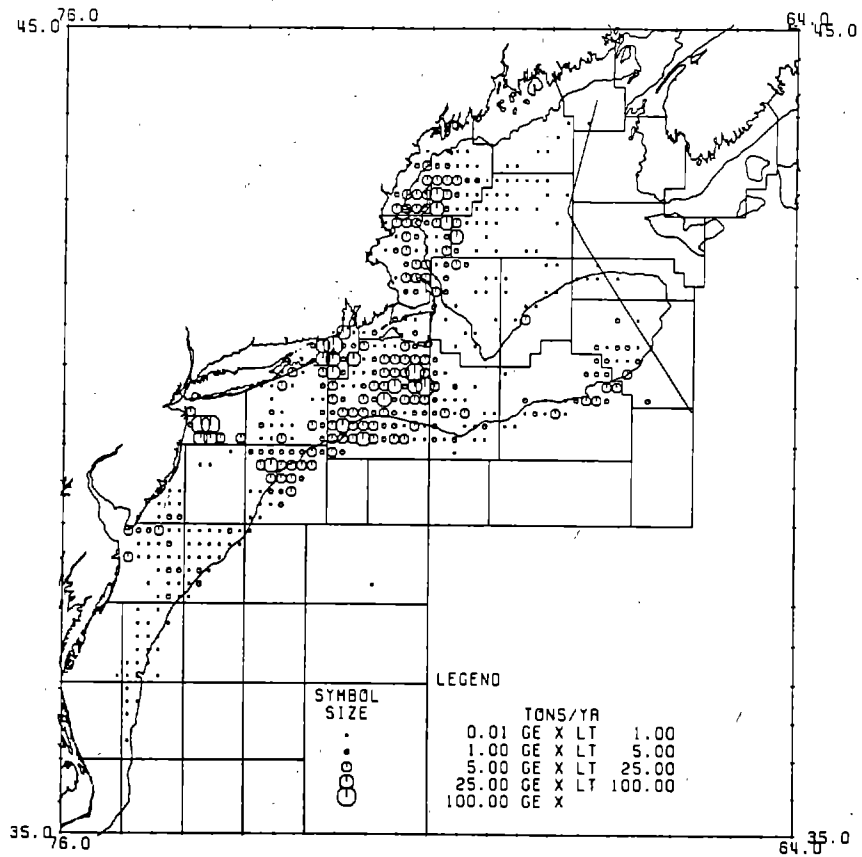 76.0 64.0
45.0 45.0
LEGEND
SYMBOL
SIZE
TONS/YR
0.01 GE X LT 1.00
1.00 GE X LT 5.00
5.00 GE X LT 25.00
25.00 GE X LT 100.00
100.00 GE X
35.0 35.0
76.0 64.0